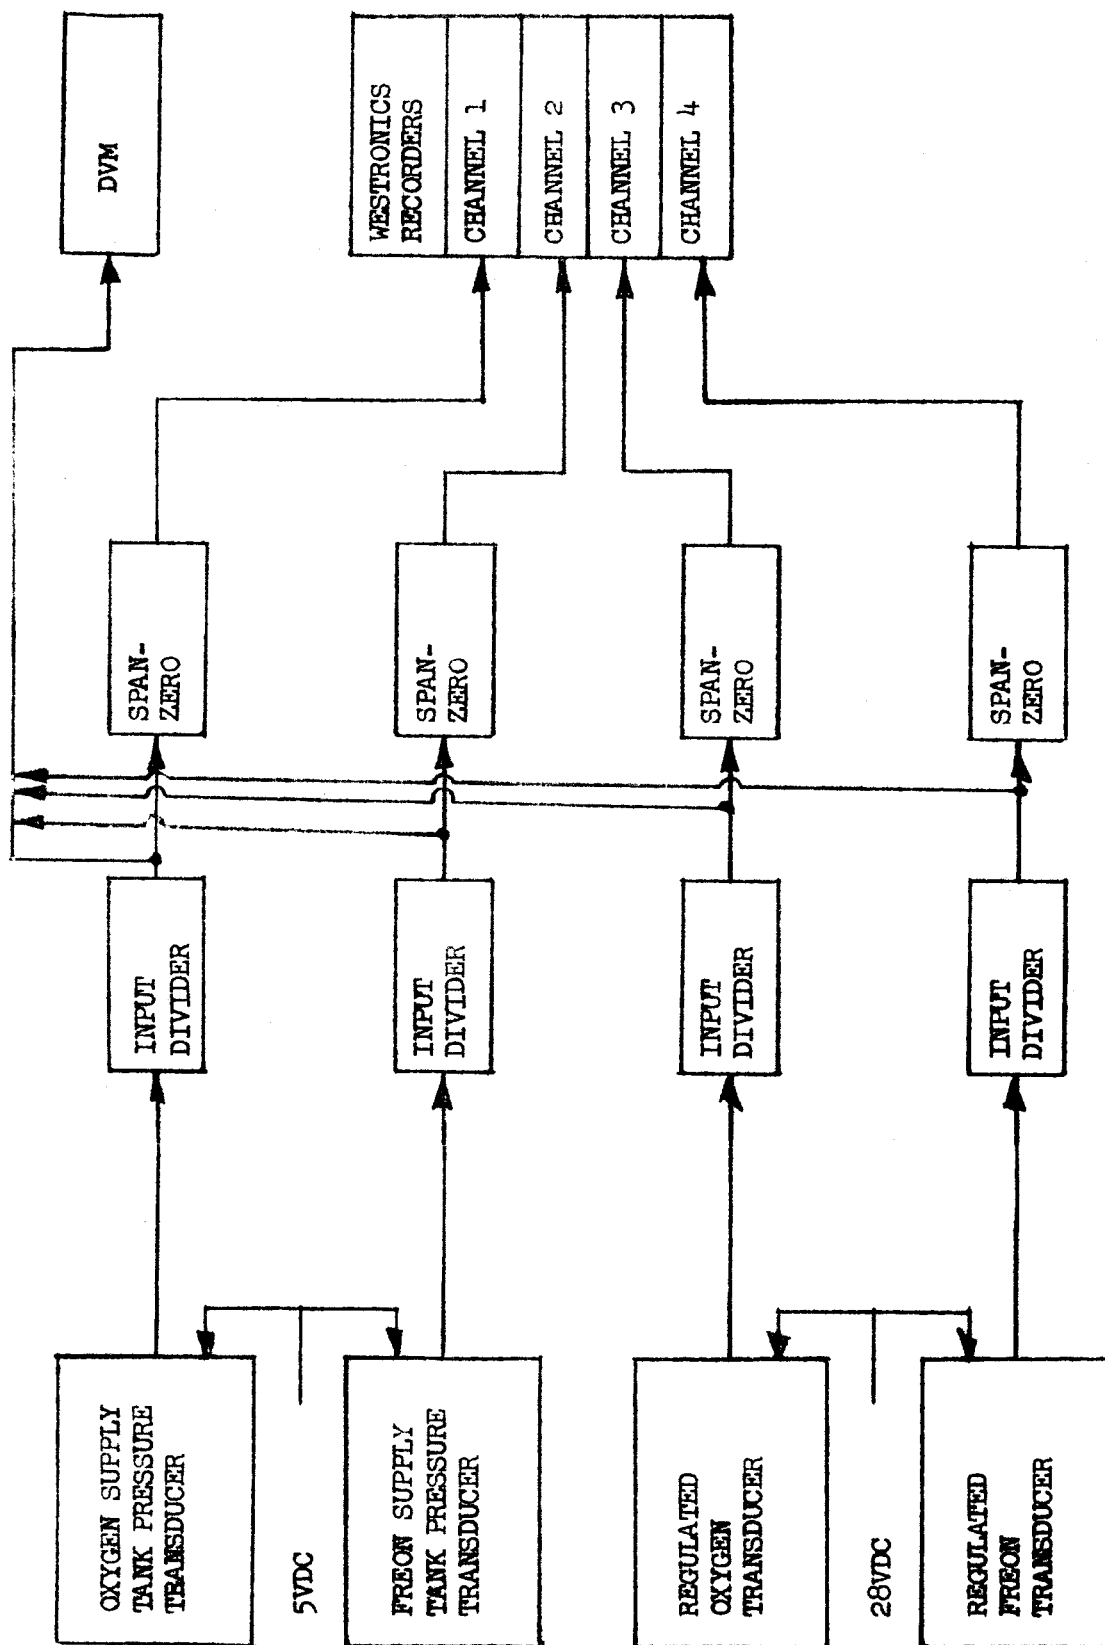 OXYGEN SUPPLY
TANK PRESSURE
TRANSDUCER
INPUT
DIVIDER
SPAN-
ZERO
DVM
5VDC
FREON SUPPLY
TANK PRESSURE
TRANSDUCER
INPUT
DIVIDER
SPAN-
ZERO
WESTRONICS
RECORDERS
CHANNEL 1
CHANNEL 2
CHANNEL 3
CHANNEL 4
REGULATED
OXYGEN
TRANSDUCER
INPUT
DIVIDER
SPAN-
ZERO
28VDC
REGULATED
FREON
TRANSDUCER
INPUT
DIVIDER
SPAN-
ZERO